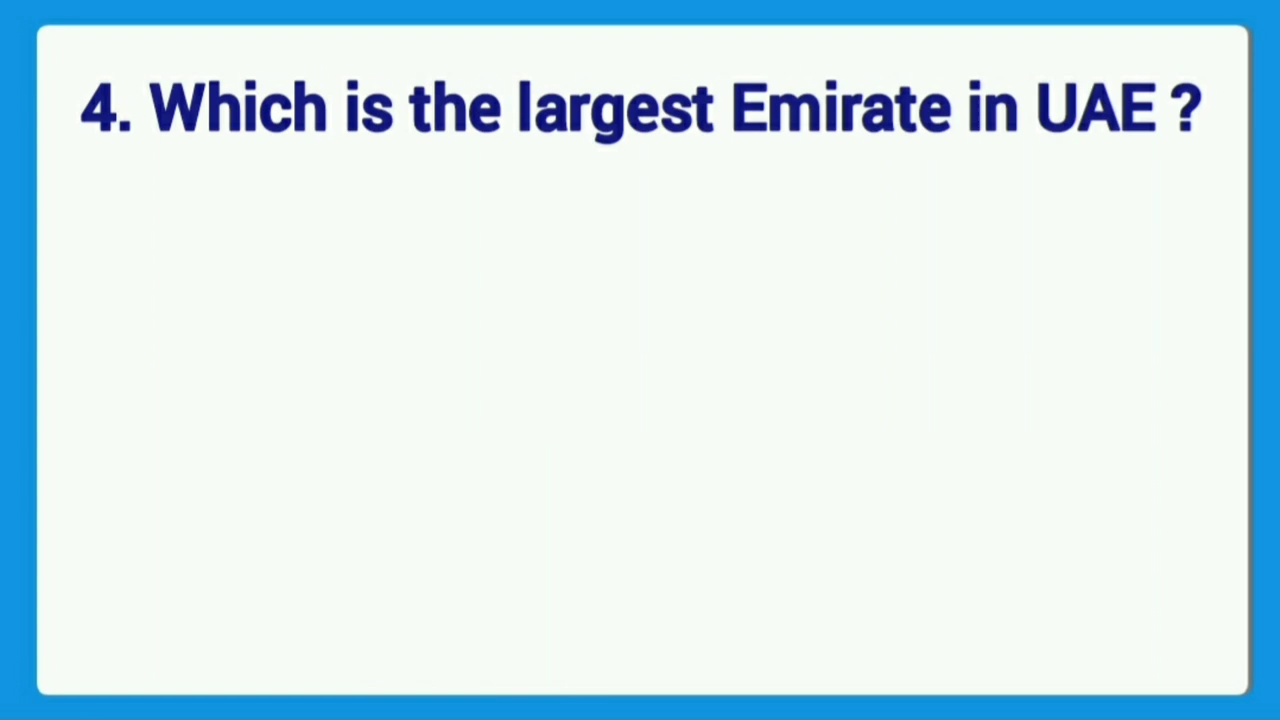 4. Which is the largest Emirate in UAE ?